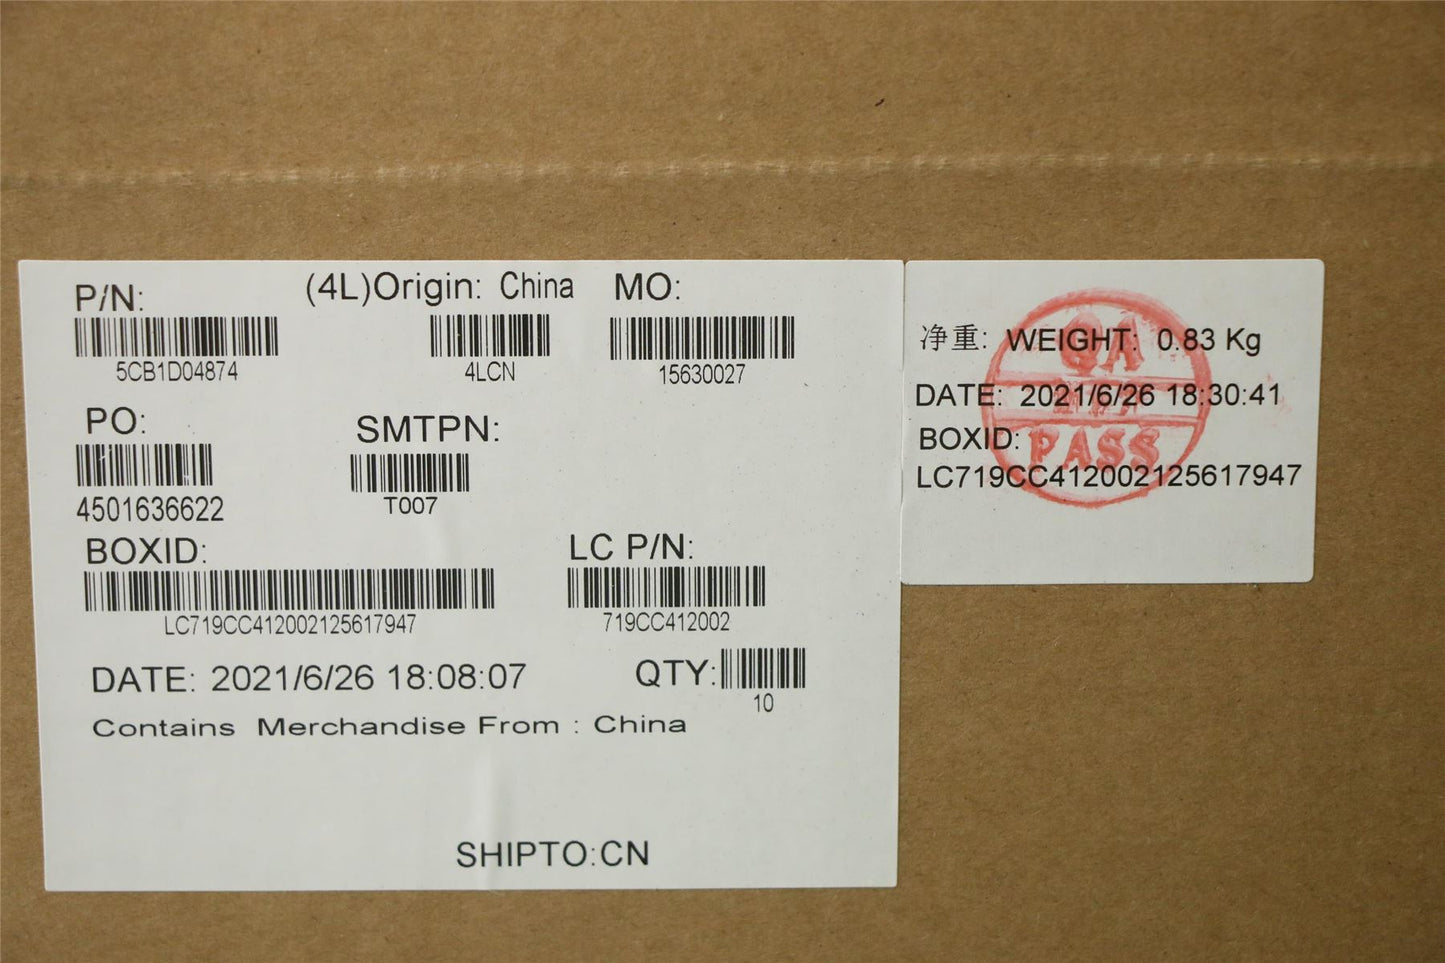 P/N:
5CB1D04874
(4L)Origin: China
4LCN
MO:
15630027
PO:
4501636622
SMTPN:
T007
BOXID:
LC719CC412002125617947
LC P/N:
719CC412002
DATE: 2021/6/26 18:08:07
QTY:
10
Contains Merchandise From : China
SHIPTO:CN
净重: WEIGHT: 0.83 Kg
DATE: 2021/6/26 18:30:41
BOXID:
LC719CC412002125617947
QA
PASS